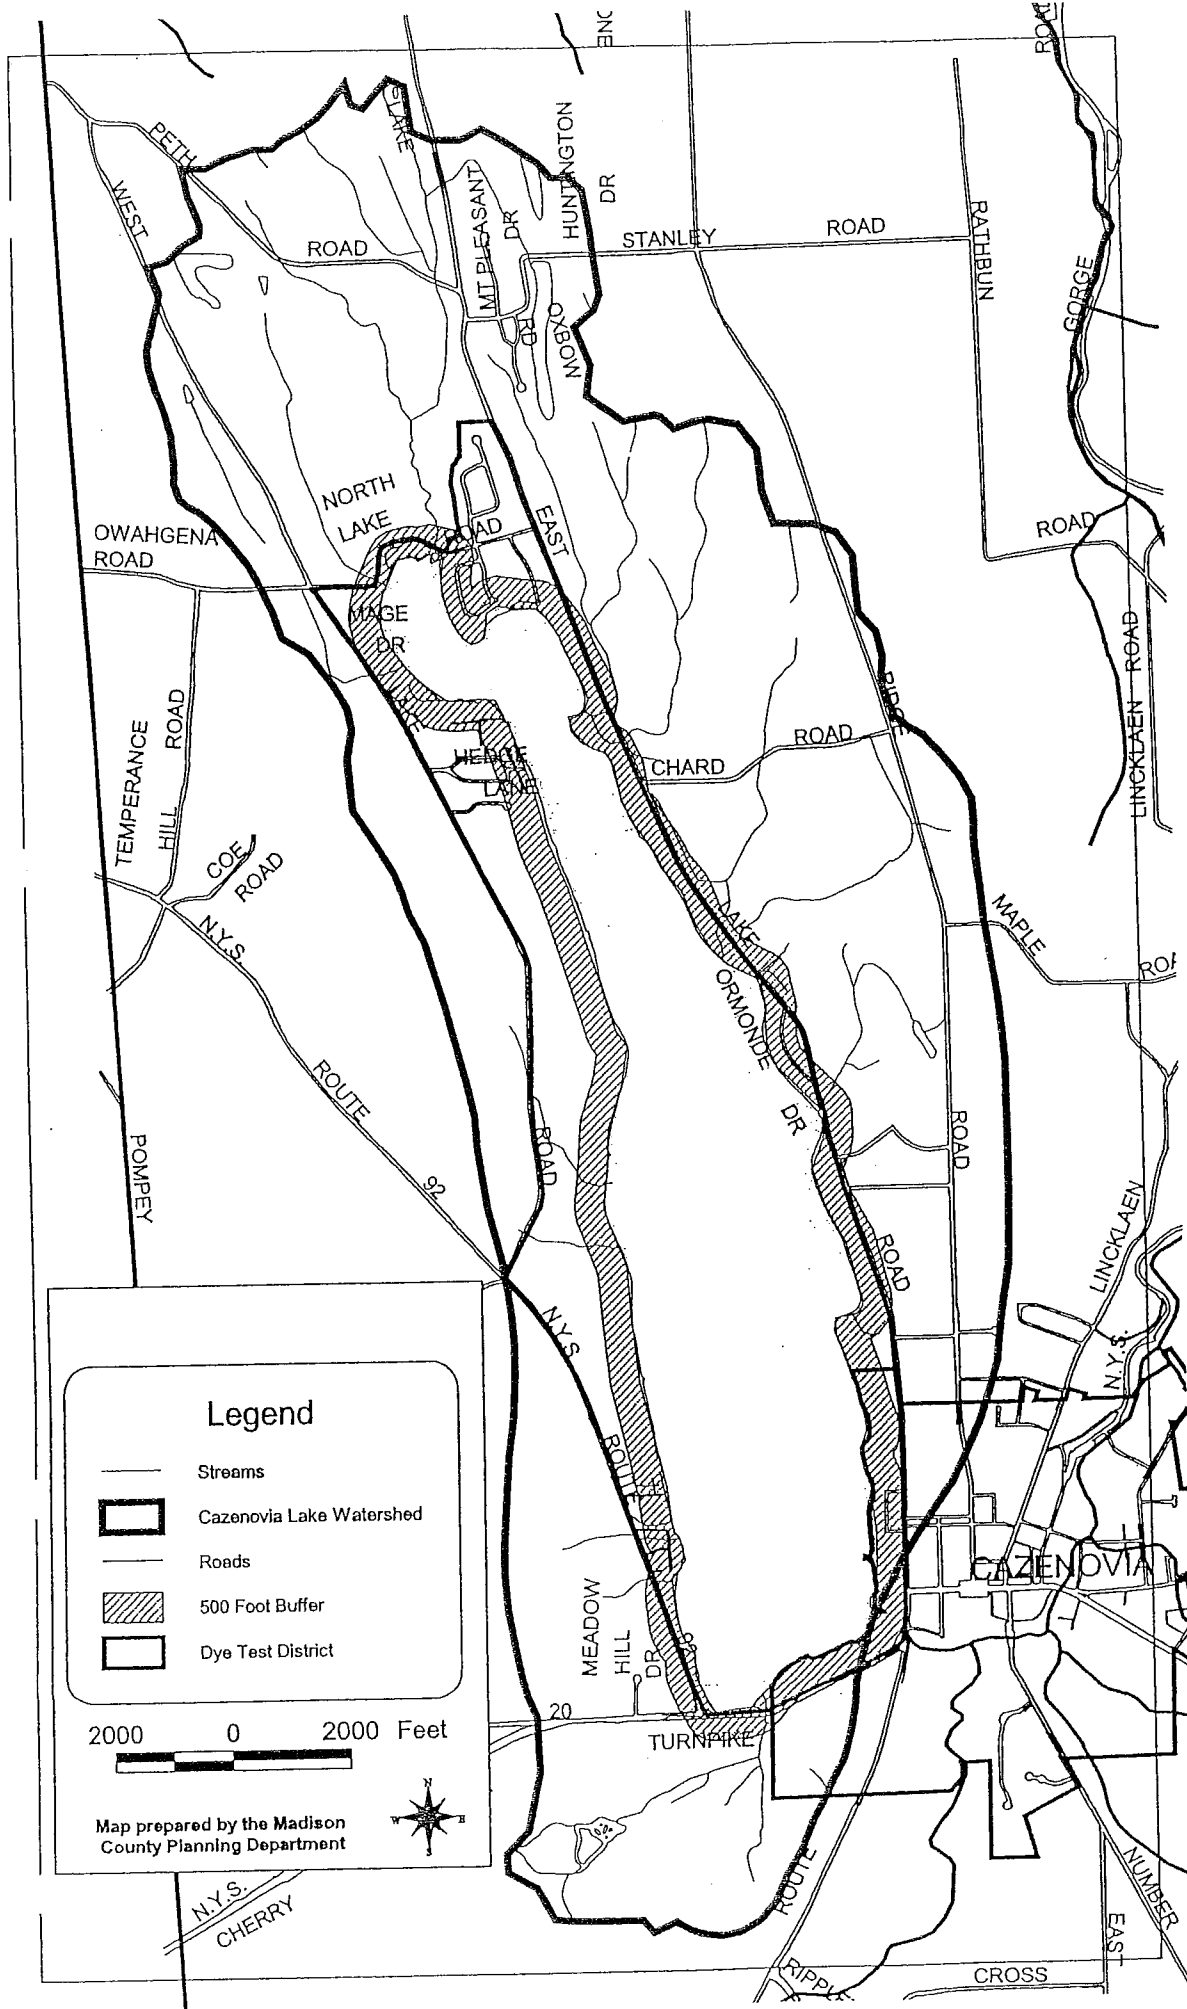 ROAD
PETH
LAKE
HUNTINGTON
DR
WEST
MT PLEASANT
DR
ROAD
STANLEY
ROAD
RATHBUN
GORGE
RD
OXBOW
NORTH
LAKE
ROAD
EAST
OWAHGENA
ROAD
ROAD
DR
TEMPERANCE
HILL
ROAD
RIDGE
LINCKLAEN
ROAD
HEDGE
LANE
CHARD
ROAD
COE
ROAD
N.Y.S.
ROUTE
92
LAKE
ORMONDE
DR
MAPLE
POMPEY
ROAD
ROAD
ROAD
LINCKLAEN
N.Y.S.
N.Y.S.
ROUTE
92
CAZENOVIA
MEADOW
HILL
DR
20
TURNPIKE
Legend
Streams
Cazenovia Lake Watershed
Roads
500 Foot Buffer
Dye Test District
2000 0 2000 Feet
Map prepared by the Madison
County Planning Department
N
W E
S
N.Y.S.
CHERRY
ROUTE
NUMBER
EAST
CROSS